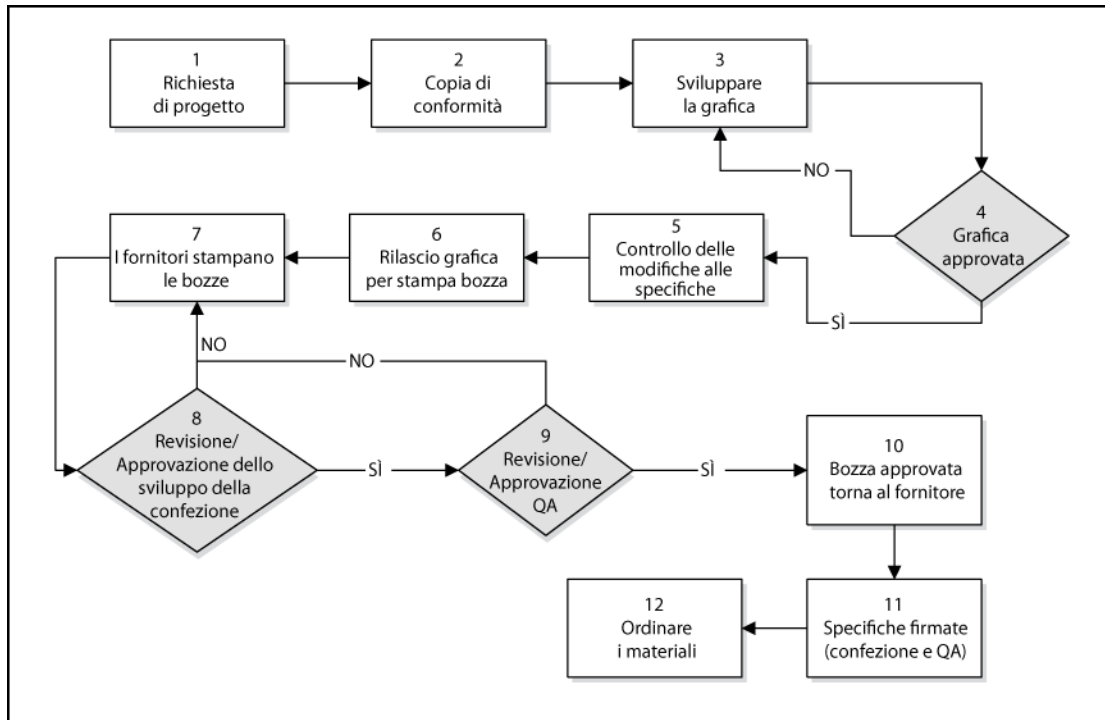 1
Richiesta
di progetto
2
Copia di
conformità
3
Sviluppare
la grafica
NO
4
Grafica
approvata
SÌ
5
Controllo delle
modifiche alle
specifiche
6
Rilascio grafica
per stampa bozza
7
I fornitori stampano
le bozze
NO
NO
8
Revisione/
Approvazione dello
sviluppo della
confezione
SÌ
9
Revisione/
Approvazione
QA
SÌ
10
Bozza approvata
torna al fornitore
11
Specifiche firmate
(confezione e QA)
12
Ordinare
i materiali